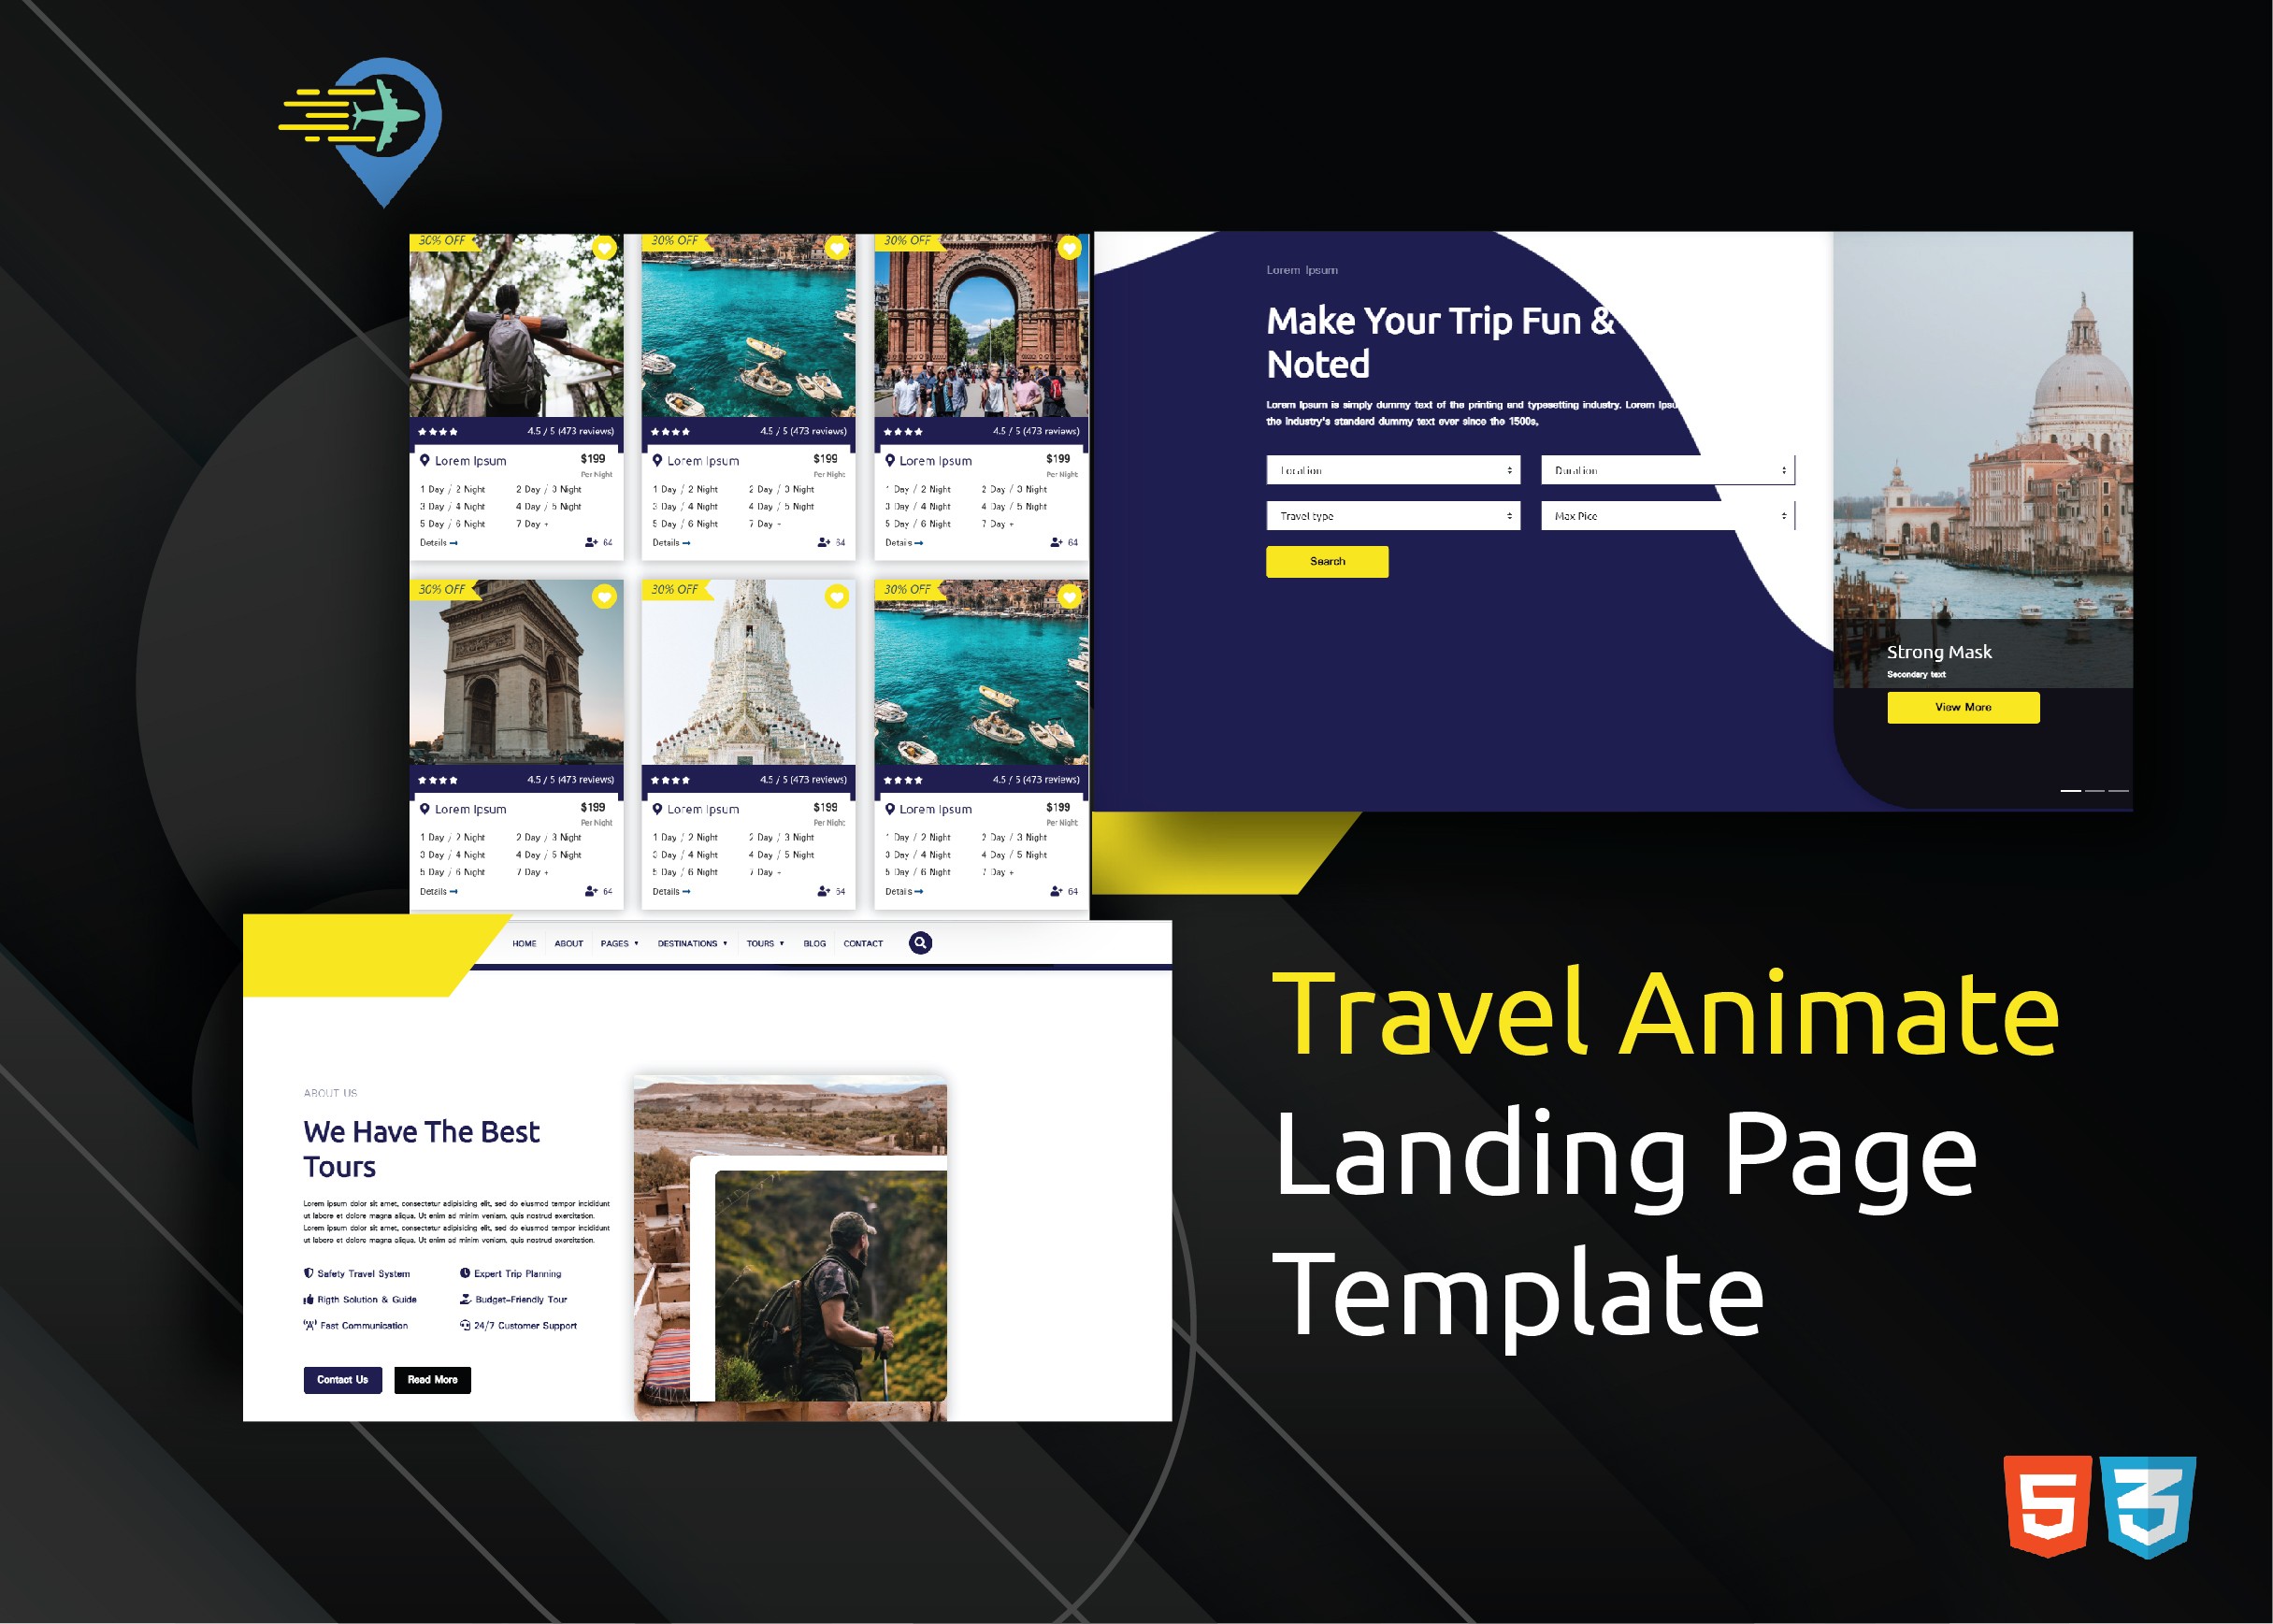 30% OFF
30% OFF
30% OFF
4.5 / 5 (473 reviews)
4.5 / 5 (473 reviews)
4.5 / 5 (473 reviews)
Lorem Ipsum $199
Per Night
1 Day / 2 Night 2 Day / 3 Night
3 Day / 4 Night 4 Day / 5 Night
5 Day / 6 Night 7 Day +
Details 64
Lorem Ipsum $199
Per Night
1 Day / 2 Night 2 Day / 3 Night
3 Day / 4 Night 4 Day / 5 Night
5 Day / 6 Night 7 Day +
Details 64
Lorem Ipsum $199
Per Night
1 Day / 2 Night 2 Day / 3 Night
3 Day / 4 Night 4 Day / 5 Night
5 Day / 6 Night 7 Day +
Details 64
30% OFF
30% OFF
30% OFF
4.5 / 5 (473 reviews)
4.5 / 5 (473 reviews)
4.5 / 5 (473 reviews)
Lorem Ipsum $199
Per Night
1 Day / 2 Night 2 Day / 3 Night
3 Day / 4 Night 4 Day / 5 Night
5 Day / 6 Night 7 Day +
Details 64
Lorem Ipsum $199
Per Night
1 Day / 2 Night 2 Day / 3 Night
3 Day / 4 Night 4 Day / 5 Night
5 Day / 6 Night 7 Day +
Details 64
Lorem Ipsum $199
Per Night
1 Day / 2 Night 2 Day / 3 Night
3 Day / 4 Night 4 Day / 5 Night
5 Day / 6 Night 7 Day +
Details 64
Lorem Ipsum
Make Your Trip Fun &
Noted
Lorem Ipsum is simply dummy text of the printing and typesetting industry. Lorem Ipsu
the industry's standard dummy text ever since the 1500s,
Location Duration
Travel type Max Pice
Search
Strong Mask
Secondary text
View More
HOME ABOUT PAGES DESTINATIONS TOURS BLOG CONTACT
ABOUT US
We Have The Best
Tours
Lorem ipsum dolor sit amet, consectetur adipisicing elit, sed do eiusmod tempor incididunt
ut labore et dolore magna aliqua. Ut enim ad minim veniam, quis nostrud exercitation.
Lorem ipsum dolor sit amet, consectetur adipisicing elit, sed do eiusmod tempor incididunt
ut labore et dolore magna aliqua. Ut enim ad minim veniam, quis nostrud exercitation.
Safety Travel System Expert Trip Planning
Rigth Solution & Guide Budget-Friendly Tour
Fast Communication 24/7 Customer Support
Contact Us Read More
Travel Animate
Landing Page
Template
5 3